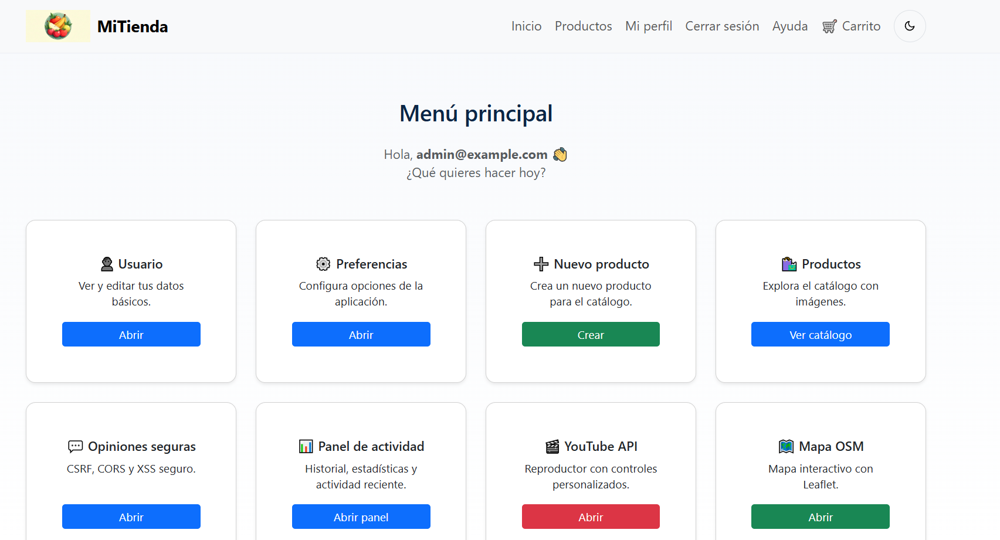 MiTienda
Inicio Productos Mi perfil Cerrar sesión Ayuda 🛒 Carrito
Menú principal
Hola, admin@example.com 👋
¿Qué quieres hacer hoy?
👤 Usuario
Ver y editar tus datos
básicos.
Abrir
⚙️ Preferencias
Configura opciones de la
aplicación.
Abrir
➕ Nuevo producto
Crea un nuevo producto
para el catálogo.
Crear
🛍️ Productos
Explora el catálogo con
imágenes.
Ver catálogo
💬 Opiniones seguras
CSRF, CORS y XSS seguro.
Abrir
📊 Panel de actividad
Historial, estadísticas y
actividad reciente.
Abrir panel
🎬 YouTube API
Reproductor con controles
personalizados.
Abrir
🗺️ Mapa OSM
Mapa interactivo con
Leaflet.
Abrir